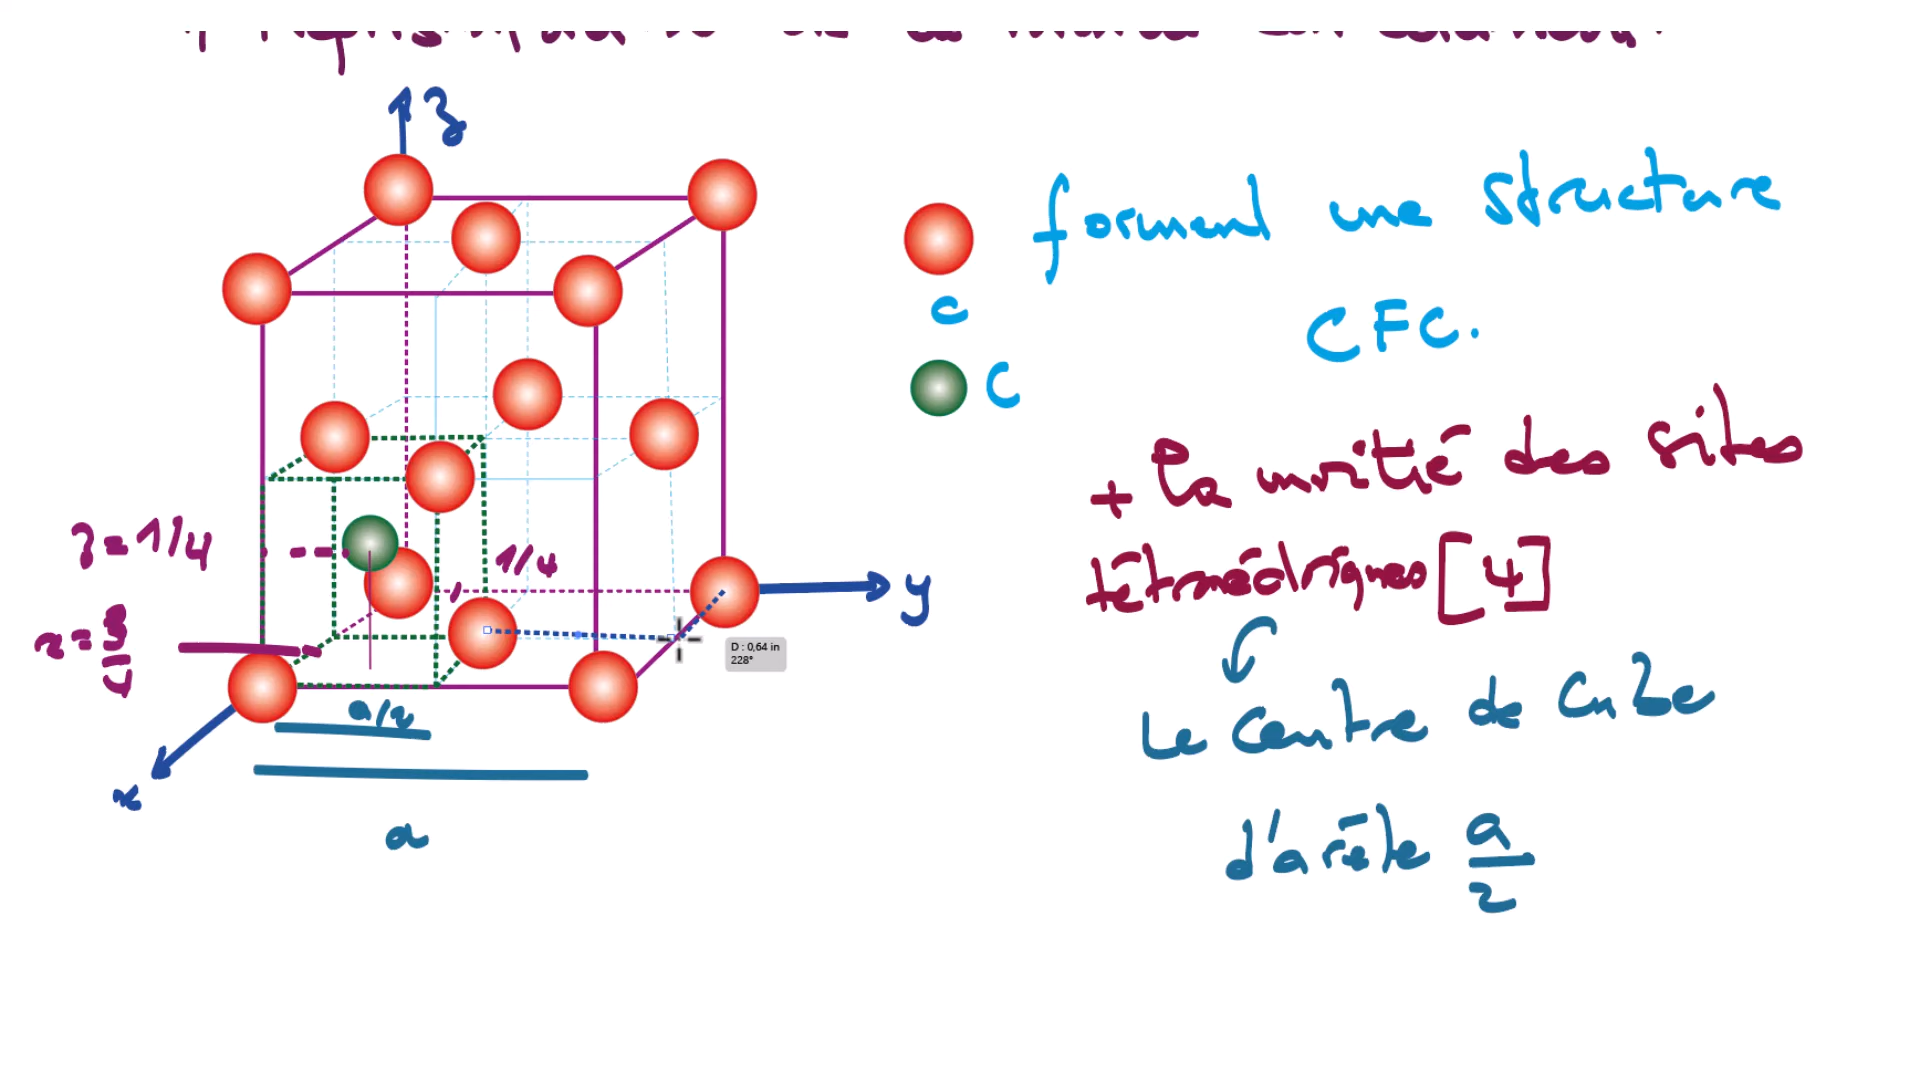 z
forment une structure
c
CFC.
C
+ la moitié des sites
z = 1/4
1/4
tétraédriques [4]
y
x = 3/4
D : 0,64 in
228°
Le centre de cube
a/2
x
a
d'arête a/2